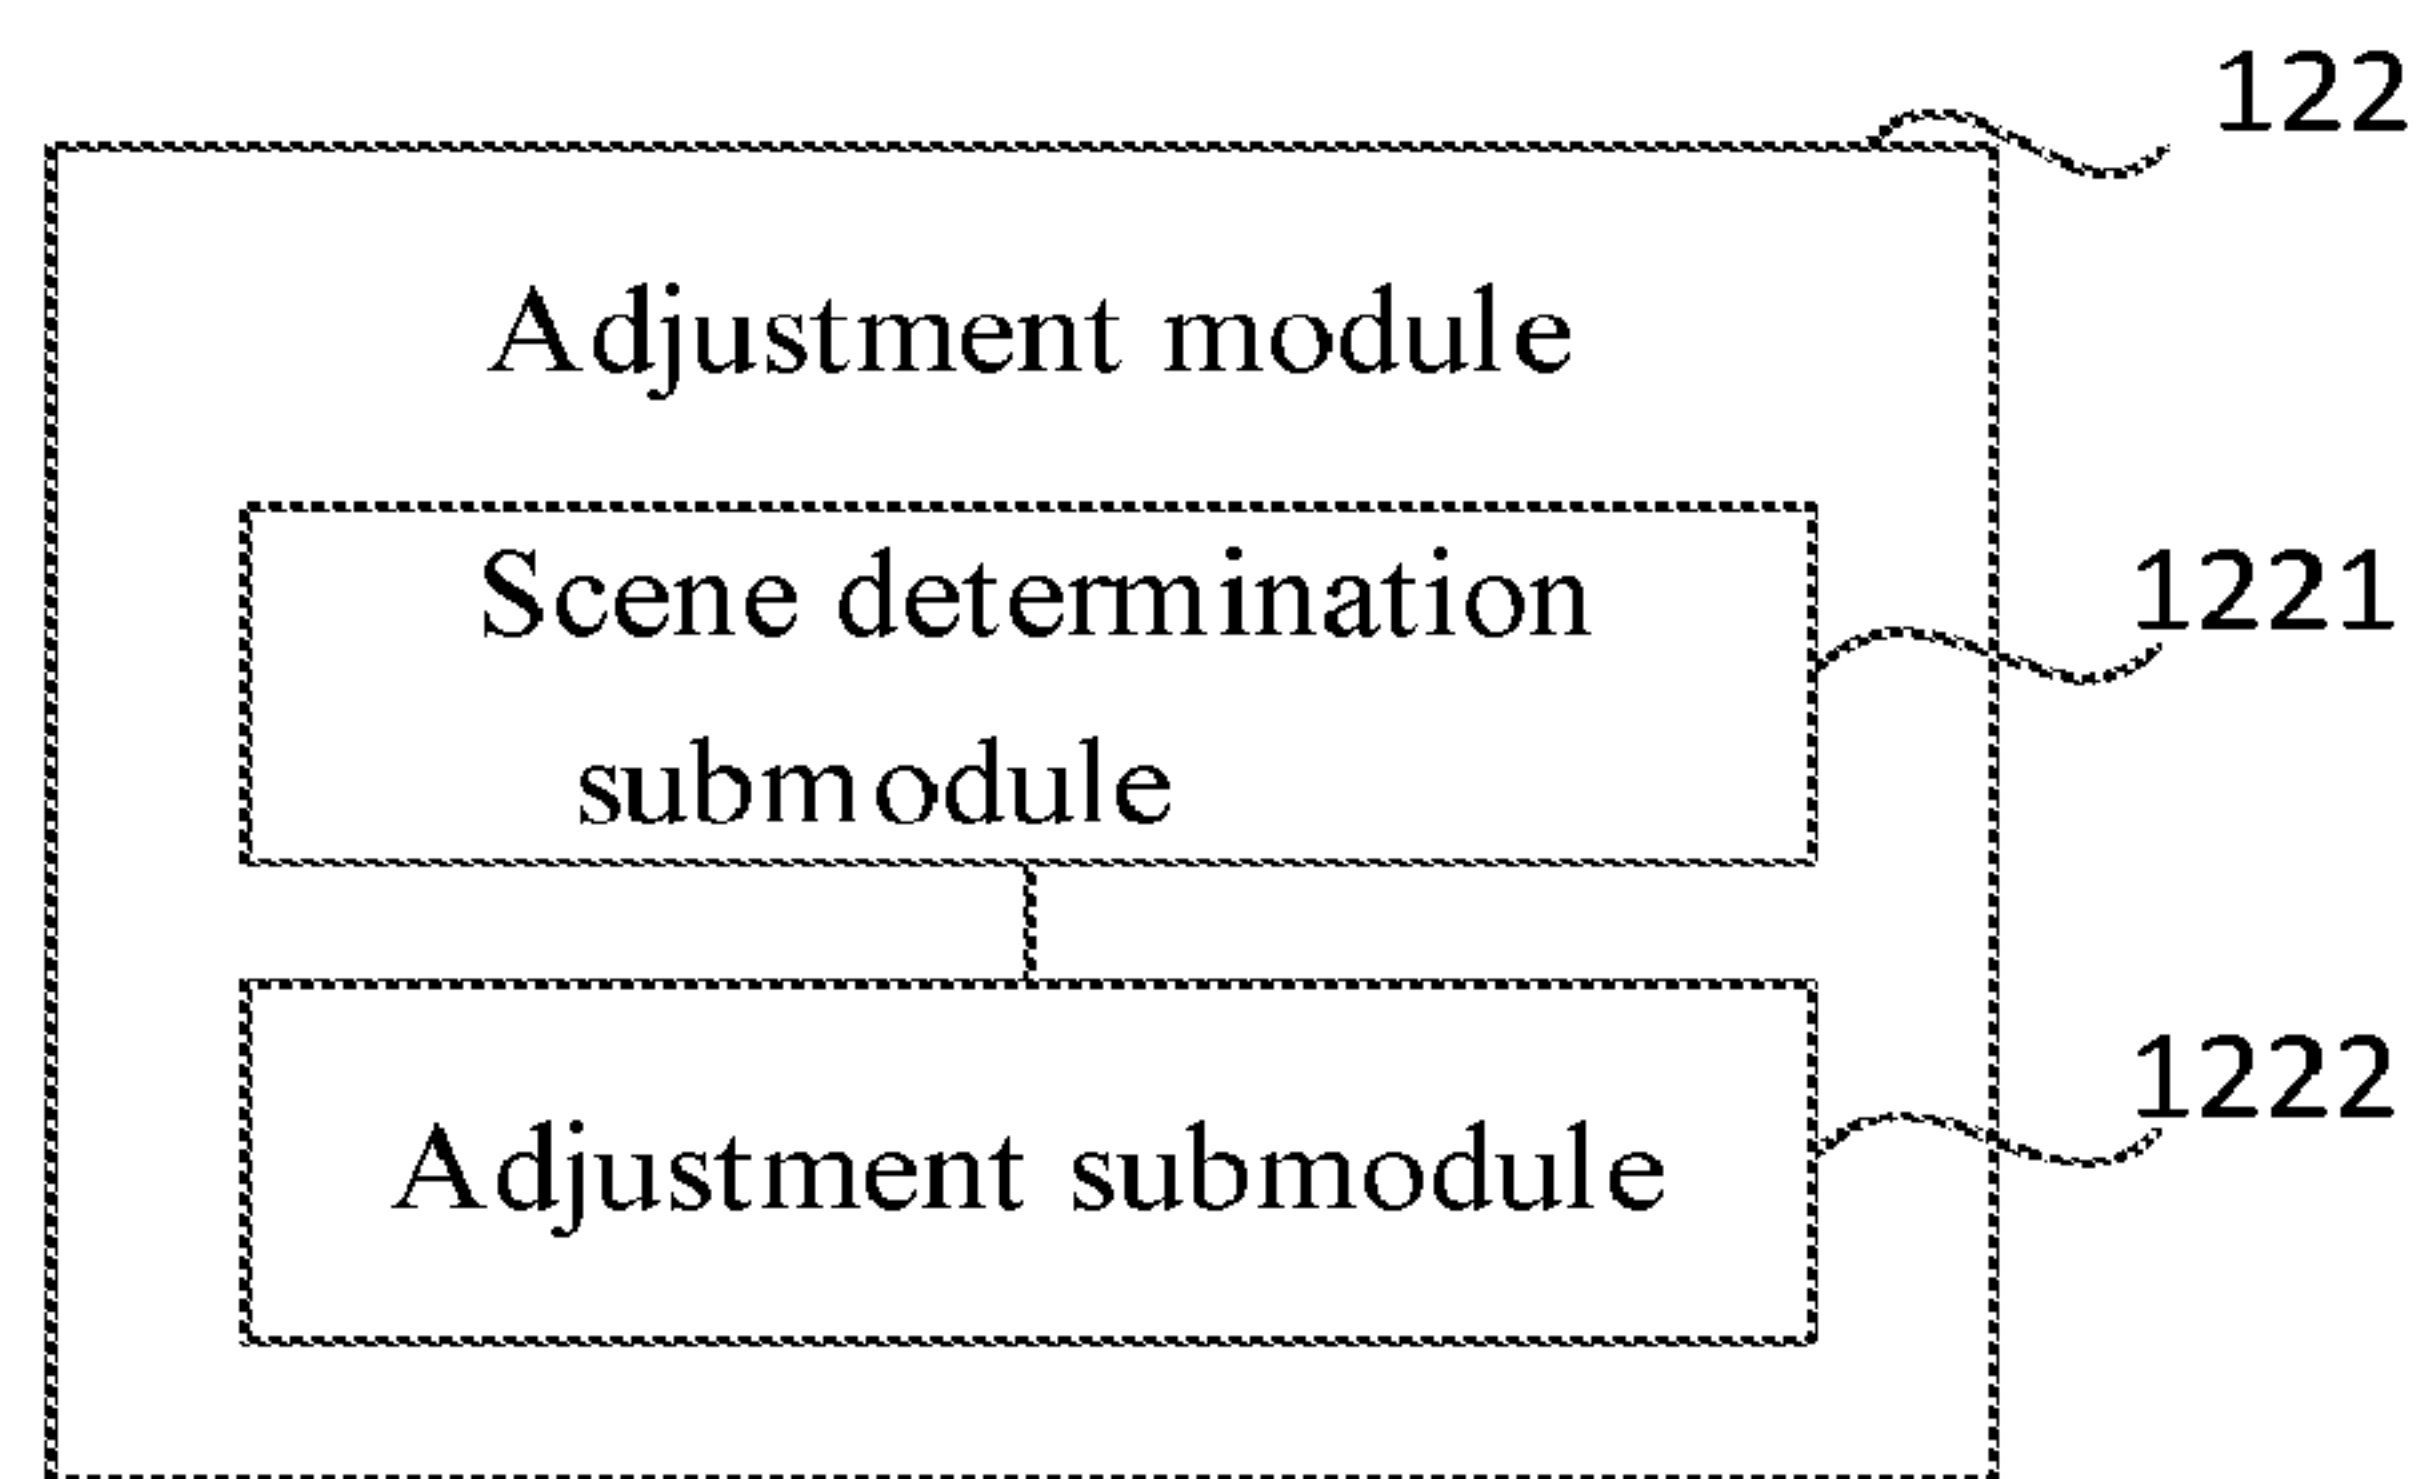 122
Adjustment module
Scene determination
1221
submodule
1222
Adjustment submodule